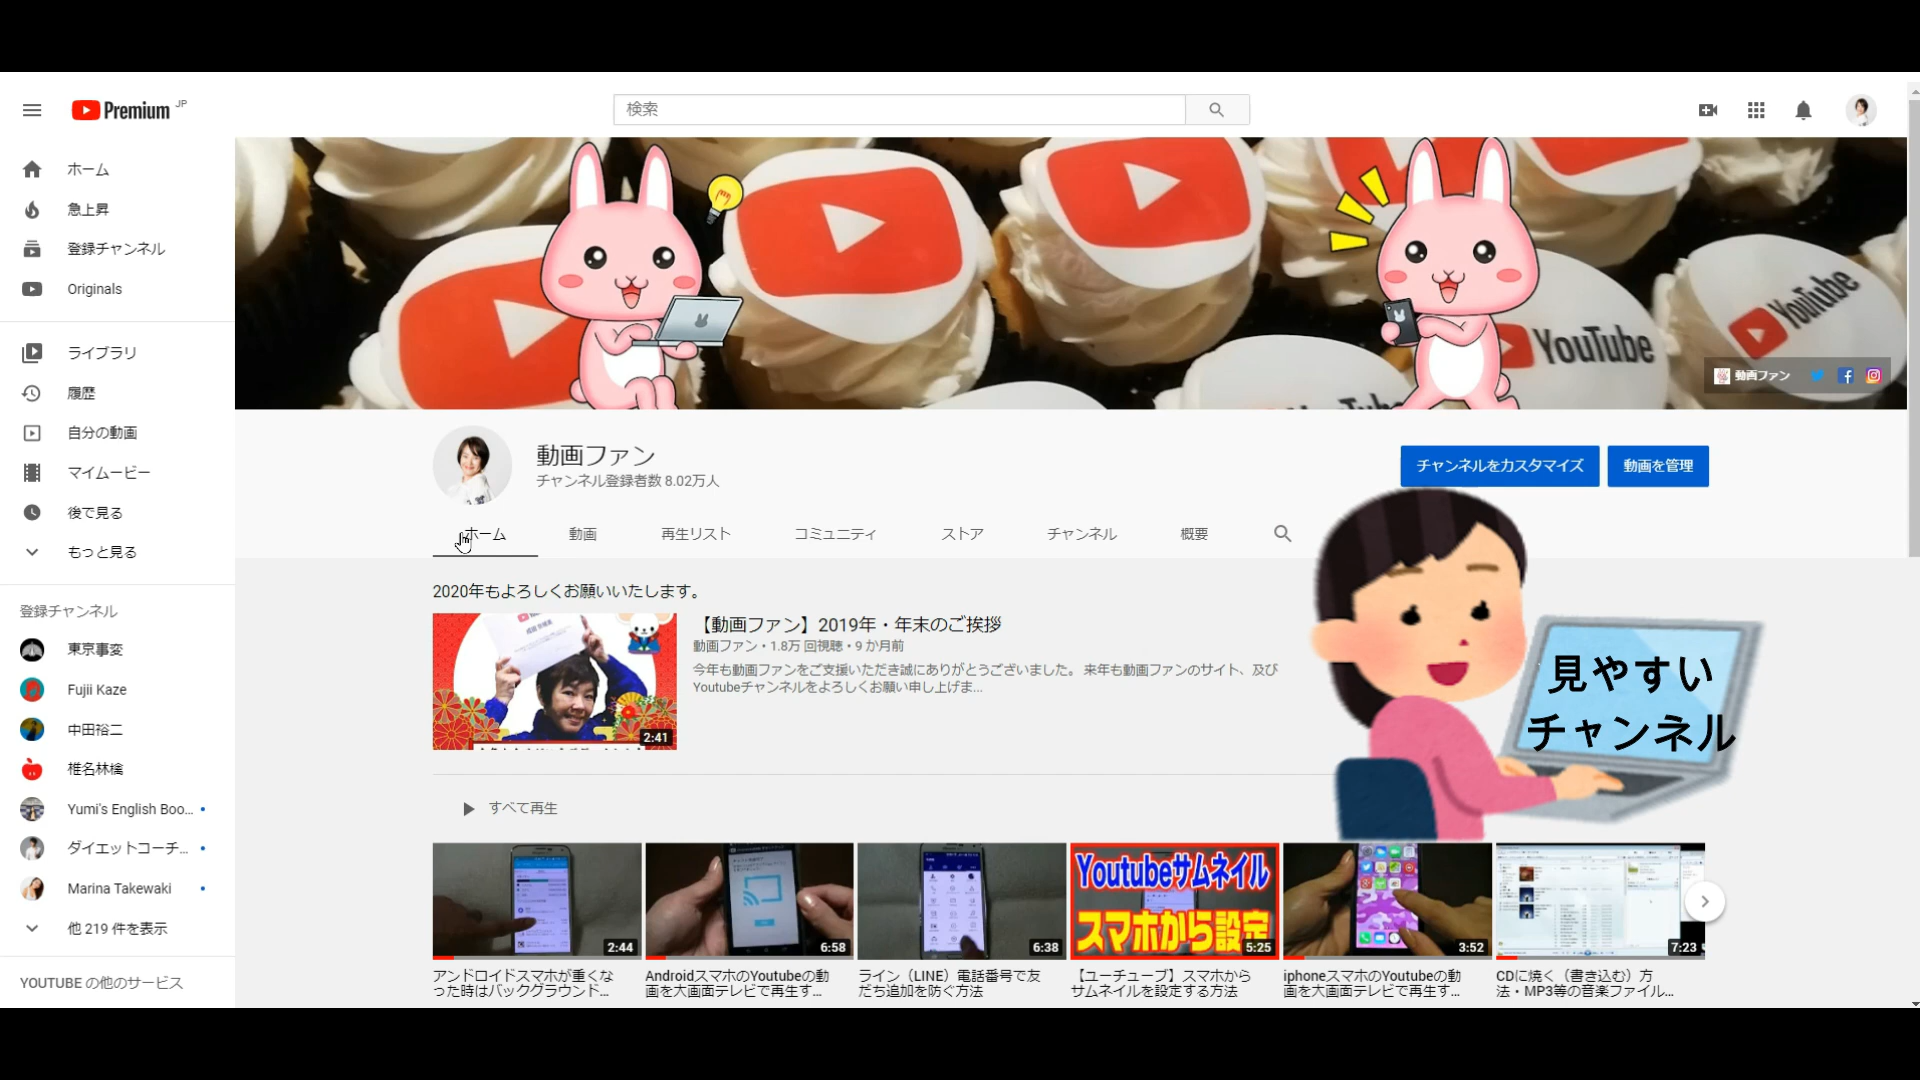 Premium JP
検索
ホーム
急上昇
登録チャンネル
Originals
ライブラリ
履歴
自分の動画
マイムービー
後で見る
もっと見る
登録チャンネル
東京事変
Fujii Kaze
中田裕二
椎名林檎
Yumi's English Boo...
ダイエットコーチ...
Marina Takewaki
他 219 件を表示
YOUTUBE の他のサービス
YouTube
YouTube
動画ファン
動画ファン
チャンネル登録者数 8.02万人
チャンネルをカスタマイズ
動画を管理
ホーム
動画
再生リスト
コミュニティ
ストア
チャンネル
概要
2020年もよろしくお願いいたします。
2:41
【動画ファン】2019年・年末のご挨拶
動画ファン・1.8万 回視聴・9 か月前
今年も動画ファンをご支援いただき誠にありがとうございました。 来年も動画ファンのサイト、及び
Youtubeチャンネルをよろしくお願い申し上げま...
見やすい
チャンネル
すべて再生
2:44
6:58
6:38
Youtubeサムネイル
スマホから設定
5:25
3:52
7:23
アンドロイドスマホが重くな
った時はバックグラウンド...
AndroidスマホのYoutubeの動
画を大画面テレビで再生す...
ライン（LINE）電話番号で友
だち追加を防ぐ方法
【ユーチューブ】スマホから
サムネイルを設定する方法
iphoneスマホのYoutubeの動
画を大画面テレビで再生す...
CDに焼く（書き込む）方
法・MP3等の音楽ファイル...